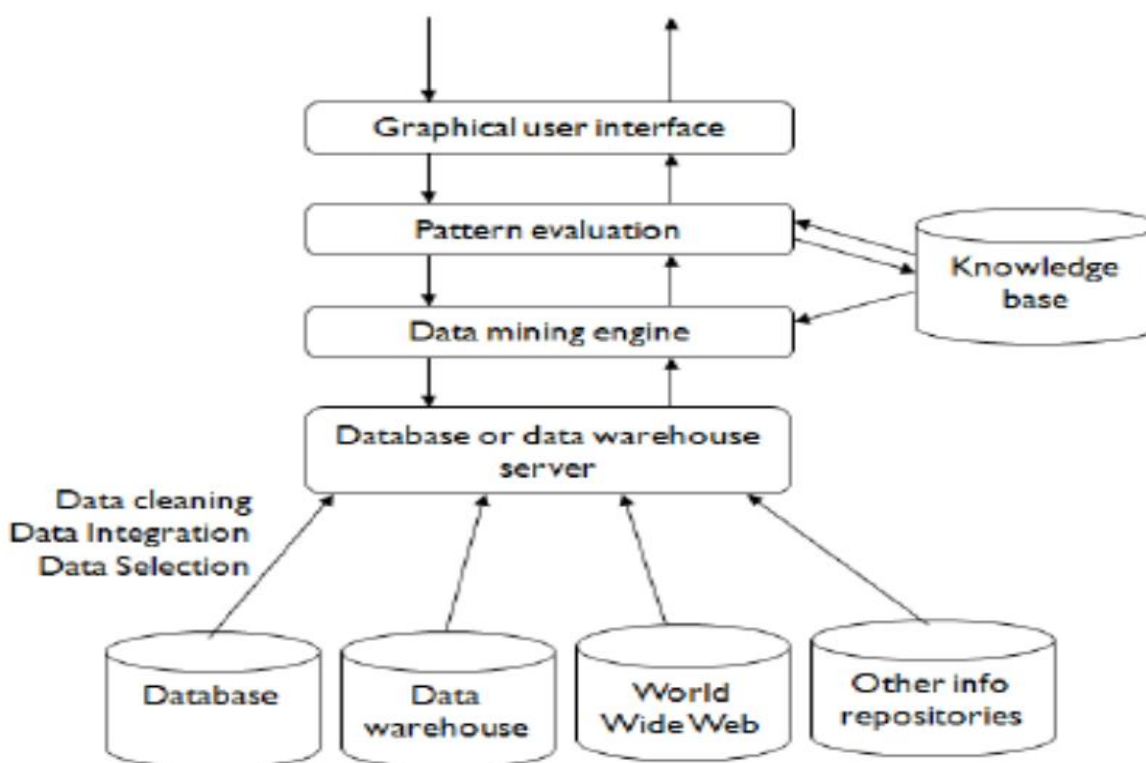 Graphical user interface
Pattern evaluation
Knowledge
base
Data mining engine
Database or data warehouse
server
Data cleaning
Data Integration
Data Selection
Database
Data
warehouse
World
Wide Web
Other info
repositories